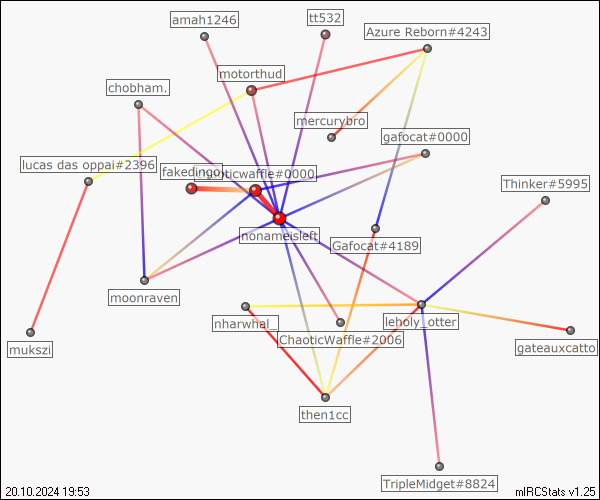 amah1246
tt532
Azure Reborn#4243
motorthud
chobham.
mercurybro
gafocat#0000
lucas das oppai#2396
fakedingo
oticwaffle#0000
Thinker#5995
nonameisleft
Gafocat#4189
moonraven
nharwhal_
leholy_otter
mukszi
ChaoticWaffle#2006
gateauxcatto
then1cc
TripleMidget#8824
20.10.2024 19:53
mIRCStats v1.25